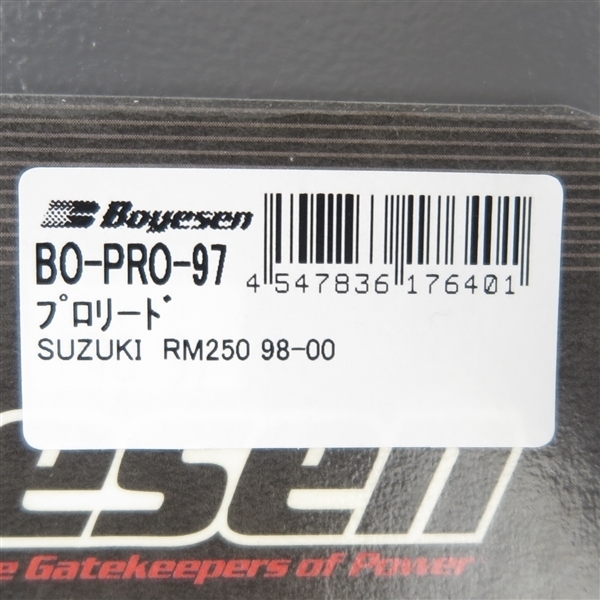 Boyesen
BO-PRO-97
4 547836 176401
プロリード
SUZUKI RM250 98-00
esen
e Gatekeepers of Power